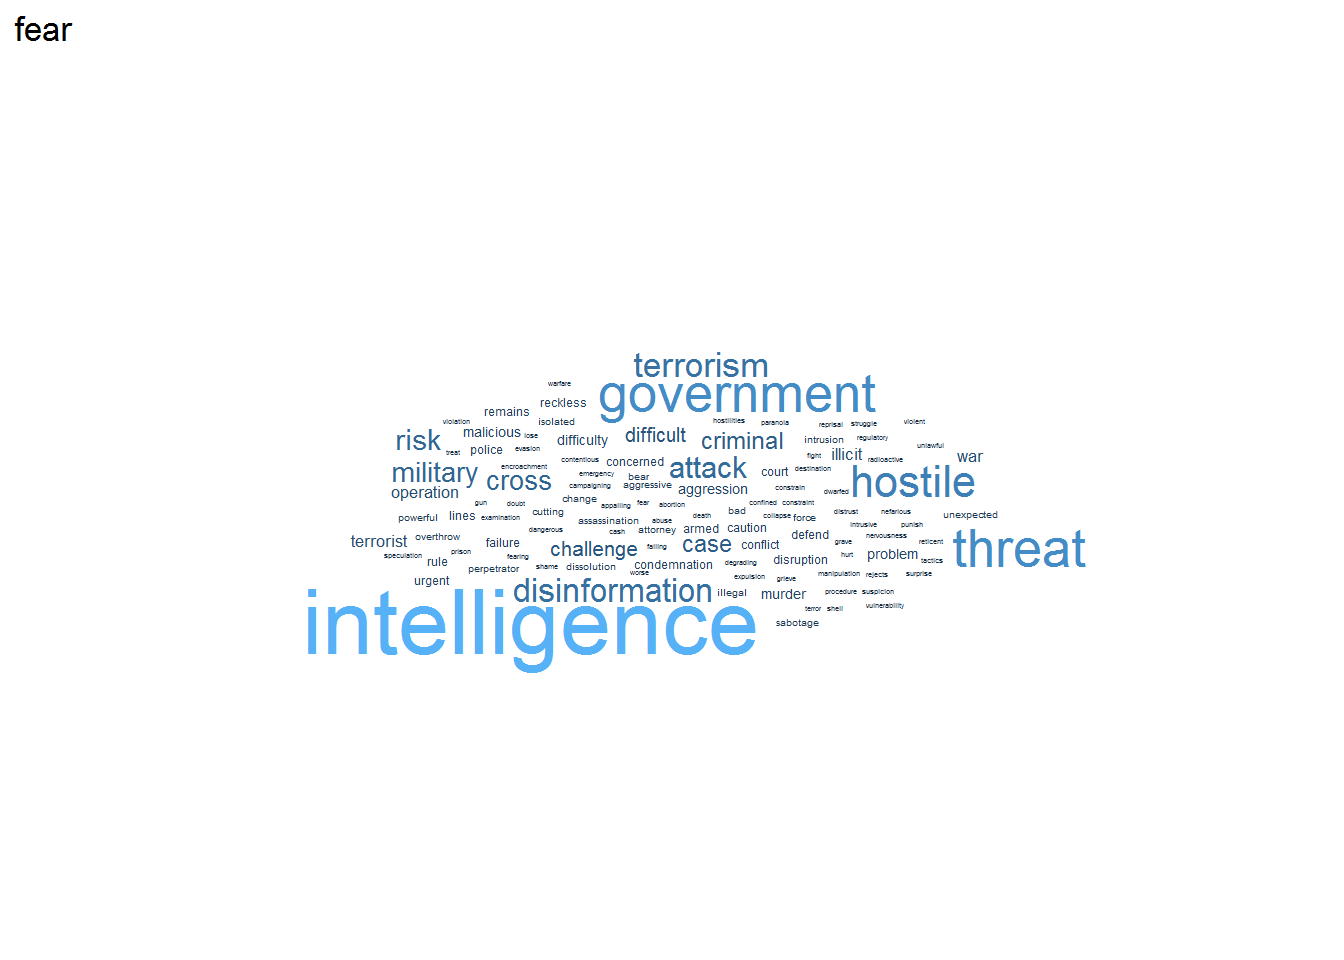 fear
terrorism
government
warfare
reckless
remains
isolated
violation
hostilities
paranoia
reprisal
struggle
violent
risk
malicious
lose
difficulty
difficult
criminal
intrusion
regulatory
unlawful
treat
police
evasion
fight
illicit
radioactive
war
military
cross
encroachment
contentious
concerned
attack
court
destination
hostile
emergency
bear
operation
campaigning
aggressive
aggression
constrain
dwarfed
gun
doubt
change
appalling
fear
abortion
confined
constraint
powerful
lines
examination
cutting
assassination
abuse
death
bad
collapse
force
distrust
nefarious
unexpected
dangerous
cash
attorney
armed
caution
intrusive
punish
terrorist
overthrow
failure
challenge
failing
case
conflict
defend
grave
nervousness
reticent
threat
speculation
prison
fearing
rule
perpetrator
shame
dissolution
worse
condemnation
degrading
disruption
hurt
problem
tactics
urgent
expulsion
grieve
manipulation
rejects
surprise
disinformation
illegal
murder
procedure
suspicion
intelligence
terror
shell
vulnerability
sabotage